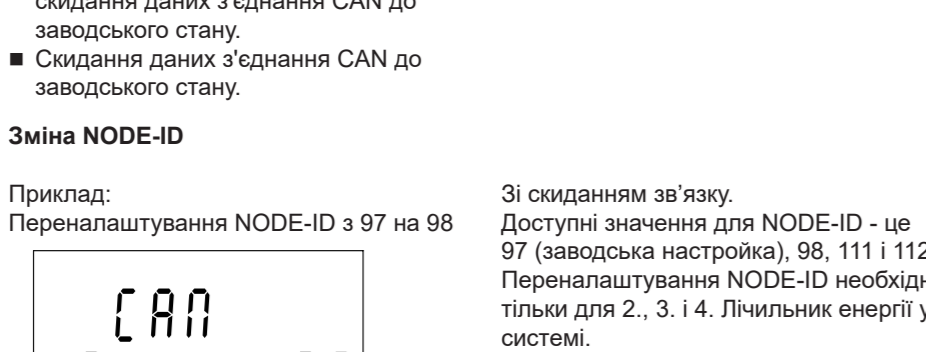 скидання даних з'єднання CAN до
заводського стану.
■ Скидання даних з'єднання CAN до
заводського стану.
Зміна NODE-ID
Приклад:
Переналаштування NODE-ID з 97 на 98
CAN
Зі скиданням зв’язку.
Доступні значення для NODE-ID - це
97 (заводська настройка), 98, 111 і 112
Переналаштування NODE-ID
тільки для 2., 3. і 4. Лічильник енергії у
системі.